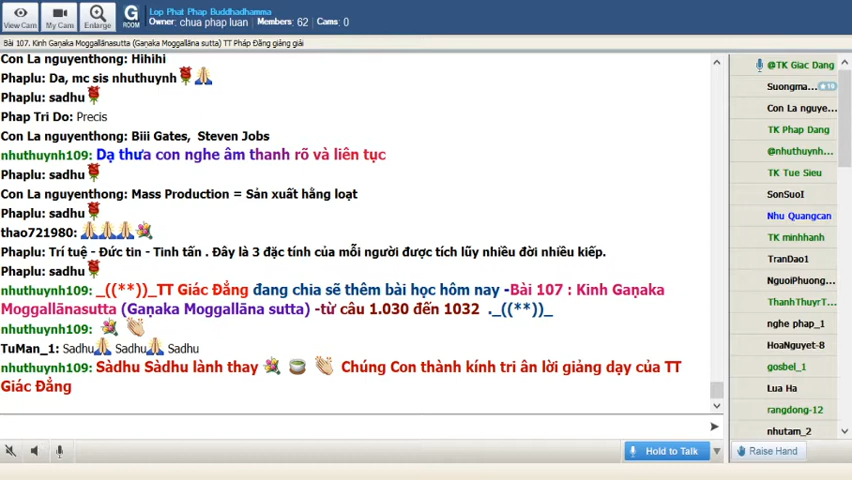 Lop Phat Phap Buddhadhamma
G ROOM
Owner: chua phap luan Members: 62 Cams: 0
View Cam My Cam Enlarge
Bài 107. Kinh Gaṇaka Moggallānasutta (Gaṇaka Moggallāna sutta) TT Pháp Đăng giảng giải
Con La nguyenthong: Hihihi
Phaplu: Da, mc sis nhuthuynh
Phaplu: sadhu
Phap Tri Do: Precis
Con La nguyenthong: Biii Gates, Steven Jobs
nhuthuynh109: Dạ thưa con nghe âm thanh rõ và liên tục
Phaplu: sadhu
Con La nguyenthong: Mass Production = Sản xuất hằng loạt
Phaplu: sadhu
thao721980:
Phaplu: Trí tuệ - Đức tin - Tinh tấn . Đây là 3 đặc tính của mỗi người được tích lũy nhiều đời nhiều kiếp.
Phaplu: sadhu
nhuthuynh109: _((**))_TT Giác Đẳng đang chia sẽ thêm bài học hôm nay -Bài 107 : Kinh Gaṇaka
Moggallānasutta (Gaṇaka Moggallāna sutta) -từ câu 1.030 đến 1032 ._((**))_
nhuthuynh109:
TuMan_1: Sadhu Sadhu Sadhu
nhuthuynh109: Sàdhu Sàdhu lành thay Chúng Con thành kính tri ân lời giảng dạy của TT
Giác Đẳng
@TK Giac Dang
Suongma... 10
Con La nguye...
TK Phap Dang
@nhuthuynh...
TK Tue Sieu
SonSuoI
Nhu Quangcan
TK minhhanh
TranDao1
NguoiPhuong...
ThanhThuyrT...
nghe phap_1
HoaNguyet-8
gosbel_1
Lua Ha
rangdong-12
nhutam_2
Hold to Talk
Raise Hand